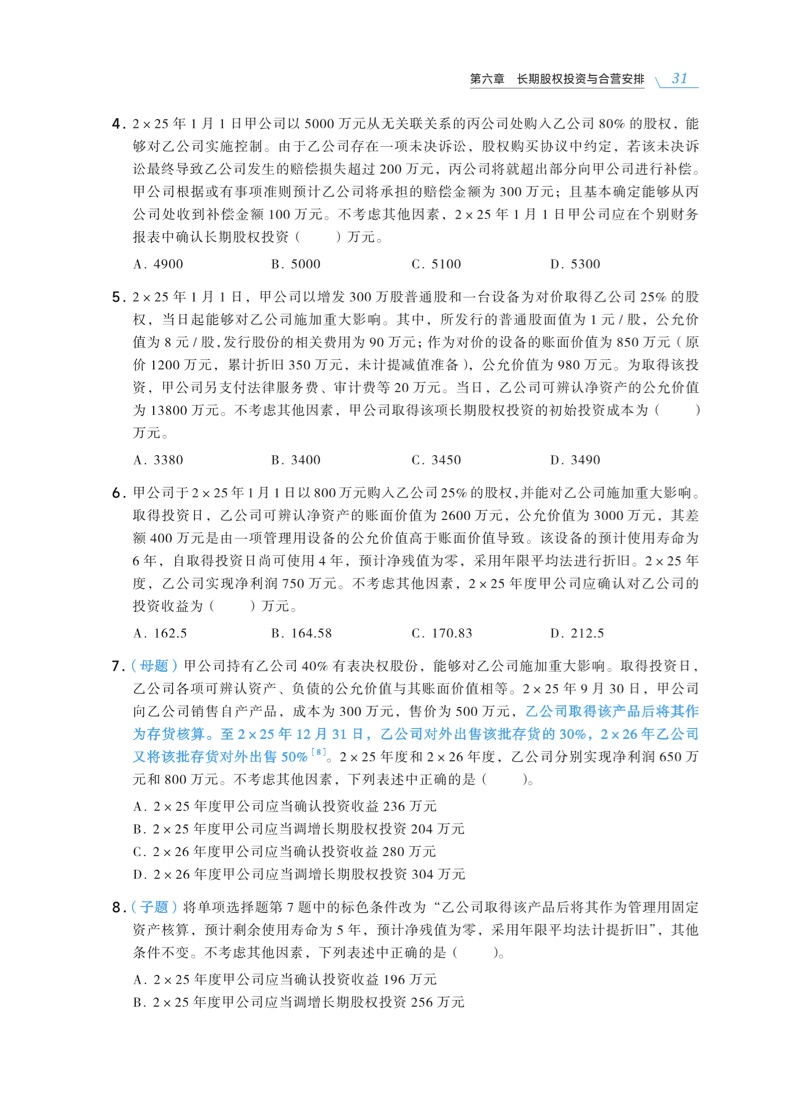 第六章 长期股权投资与合营安排 31
4. 2×25 年 1 月 1 日甲公司以 5000 万元从无关联关系的丙公司处购入乙公司 80% 的股权，能
够对乙公司实施控制。由于乙公司存在一项未决诉讼，股权购买协议中约定，若该未决诉
讼最终导致乙公司发生的赔偿损失超过 200 万元，丙公司将就超出部分向甲公司进行补偿。
甲公司根据或有事项准则预计乙公司将承担的赔偿金额为 300 万元；且基本确定能够从丙
公司处收到补偿金额 100 万元。不考虑其他因素，2×25 年 1 月 1 日甲公司应在个别财务
报表中确认长期股权投资（　　）万元。
A. 4900 B. 5000 C. 5100 D. 5300
5. 2×25 年 1 月 1 日，甲公司以增发 300 万股普通股和一台设备为对价取得乙公司 25% 的股
权，当日起能够对乙公司施加重大影响。其中，所发行的普通股面值为 1 元 / 股，公允价
值为 8 元 / 股，发行股份的相关费用为 90 万元；作为对价的设备的账面价值为 850 万元（原
价 1200 万元，累计折旧 350 万元，未计提减值准备），公允价值为 980 万元。为取得该投
资，甲公司另支付法律服务费、审计费等 20 万元。当日，乙公司可辨认净资产的公允价值
为 13800 万元。不考虑其他因素，甲公司取得该项长期股权投资的初始投资成本为（　　）
万元。
A. 3380 B. 3400 C. 3450 D. 3490
6. 甲公司于 2×25 年 1 月 1 日以 800 万元购入乙公司 25% 的股权，并能对乙公司施加重大影响。
取得投资日，乙公司可辨认净资产的账面价值为 2600 万元，公允价值为 3000 万元，其差
额 400 万元是由一项管理用设备的公允价值高于账面价值导致。该设备的预计使用寿命为
6 年，自取得投资日尚可使用 4 年，预计净残值为零，采用年限平均法进行折旧。2×25 年
度，乙公司实现净利润 750 万元。不考虑其他因素，2×25 年度甲公司应确认对乙公司的
投资收益为（　　）万元。
A. 162.5 B. 164.58 C. 170.83 D. 212.5
7.（母题）甲公司持有乙公司 40% 有表决权股份，能够对乙公司施加重大影响。取得投资日，
乙公司各项可辨认资产、负债的公允价值与其账面价值相等。2×25 年 9 月 30 日，甲公司
向乙公司销售自产产品，成本为 300 万元，售价为 500 万元，乙公司取得该产品后将其作
为存货核算。至 2×25 年 12 月 31 日，乙公司对外出售该批存货的 30%，2×26 年乙公司
又将该批存货对外出售 50%［8］。2×25 年度和 2×26 年度，乙公司分别实现净利润 650 万
元和 800 万元。不考虑其他因素，下列表述中正确的是（　　）。
A. 2×25 年度甲公司应当确认投资收益 236 万元
B. 2×25 年度甲公司应当调增长期股权投资 204 万元
C. 2×26 年度甲公司应当确认投资收益 280 万元
D. 2×26 年度甲公司应当调增长期股权投资 304 万元
8.（子题）将单项选择题第 7 题中的标色条件改为“乙公司取得该产品后将其作为管理用固定
资产核算，预计剩余使用寿命为 5 年，预计净残值为零，采用年限平均法计提折旧”，其他
条件不变。不考虑其他因素，下列表述中正确的是（　　）。
A. 2×25 年度甲公司应当确认投资收益 196 万元
B. 2×25 年度甲公司应当调增长期股权投资 256 万元